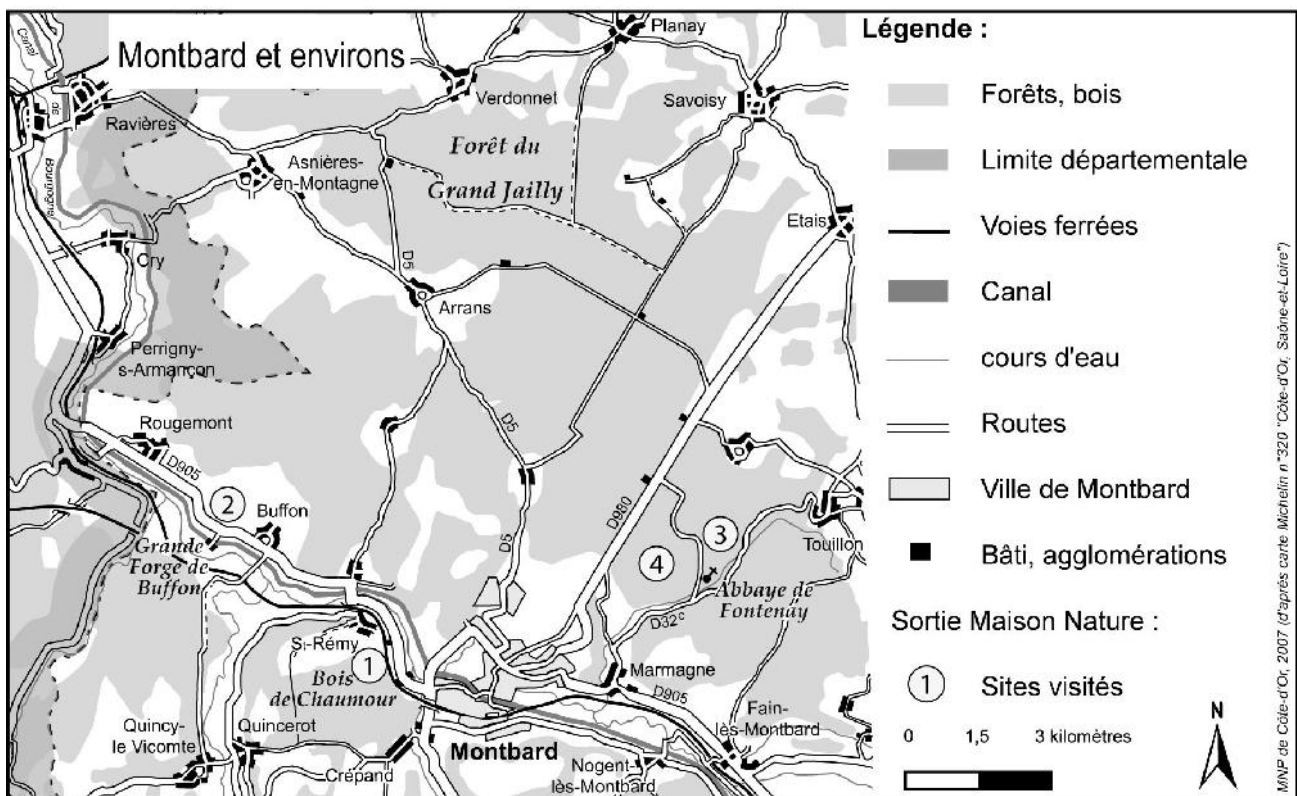 Montbard et environs
Canal
de
Bourgogne
Ravières
Verdonnet
Planay
Savoisy
Asnières-
en-Montagne
Forêt du
Grand Jailly
Etais
Cry
D5
Arrans
Perrigny-
s-Armançon
Rougemont
D905
D5
2
Buffon
Grande
Forge de
Buffon
D980
D5
3
4
Touillon
Abbaye de
Fontenay
D32c
St-Rémy
1
Bois
de Chaumour
Marmagne
D905
Fain-
lès-Montbard
Quincy-
le Vicomte
Quincerot
Montbard
Crépand
Nogent-
lès-Montbard
Légende :
Forêts, bois
Limite départementale
Voies ferrées
Canal
cours d'eau
Routes
Ville de Montbard
Bâti, agglomérations
Sortie Maison Nature :
1 Sites visités
0 1,5 3 kilomètres
N
MNP de Côte-d'Or, 2007 (d'après carte Michelin n°320 "Côte-d'Or, Saône-et-Loire")